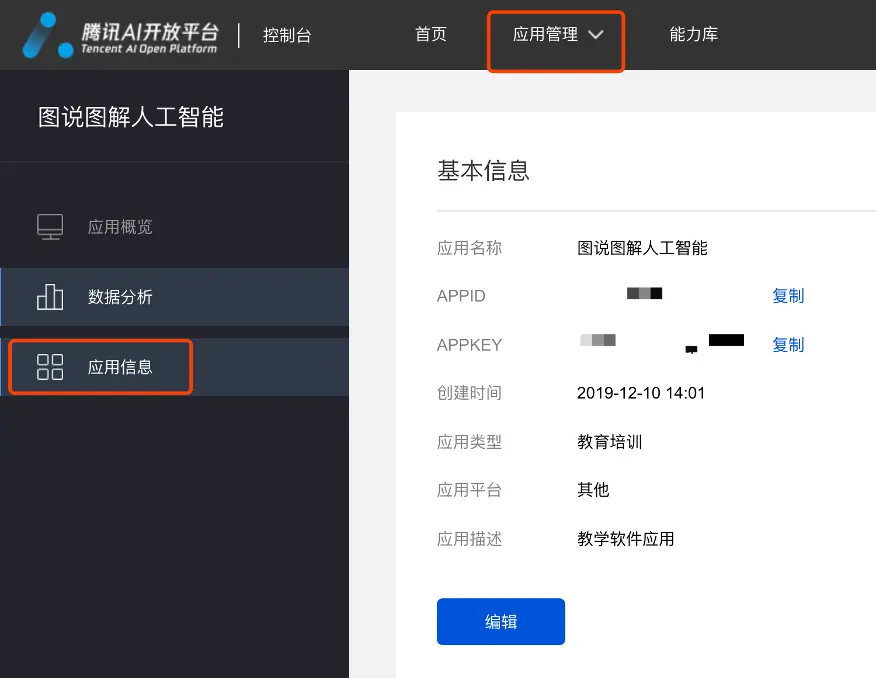 腾讯AI开放平台
Tencent AI Open Platform
控制台
首页
应用管理
能力库
图说图解人工智能
应用概览
数据分析
应用信息
基本信息
应用名称 图说图解人工智能
APPID 复制
APPKEY 复制
创建时间 2019-12-10 14:01
应用类型 教育培训
应用平台 其他
应用描述 教学软件应用
编辑